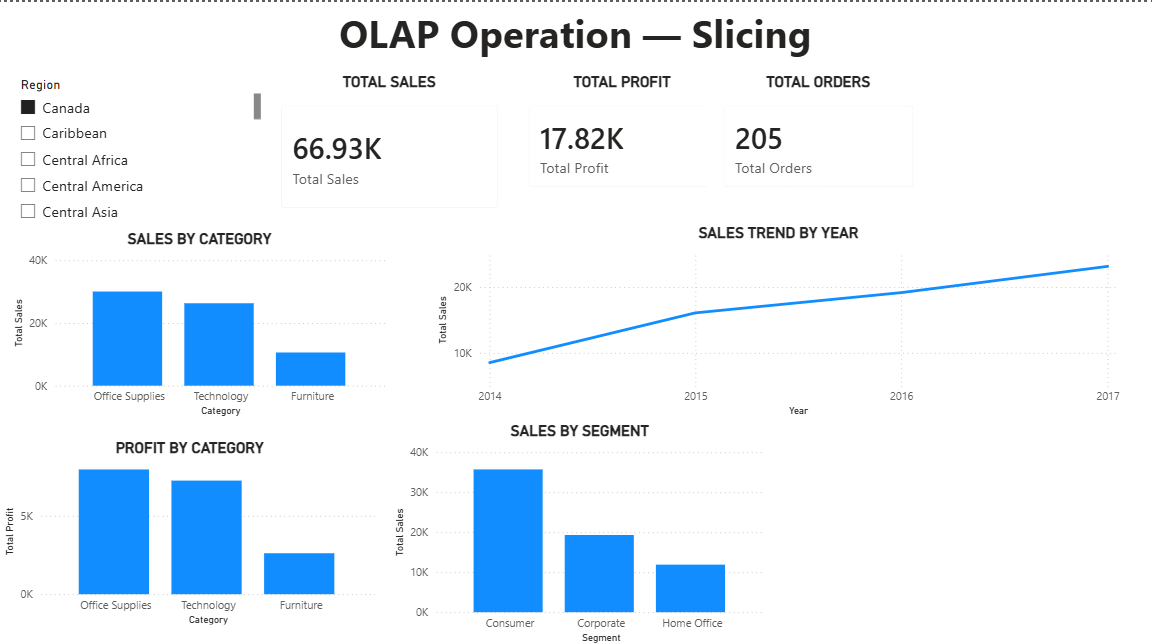 OLAP Operation — Slicing
Region
Canada
Caribbean
Central Africa
Central America
Central Asia
TOTAL SALES
66.93K
Total Sales
TOTAL PROFIT
17.82K
Total Profit
TOTAL ORDERS
205
Total Orders
SALES BY CATEGORY
Total Sales
40K
20K
0K
Office Supplies Technology Furniture
Category
SALES TREND BY YEAR
Total Sales
20K
10K
2014 2015 2016 2017
Year
PROFIT BY CATEGORY
Total Profit
5K
0K
Office Supplies Technology Furniture
Category
SALES BY SEGMENT
Total Sales
40K
30K
20K
10K
0K
Consumer Corporate Home Office
Segment